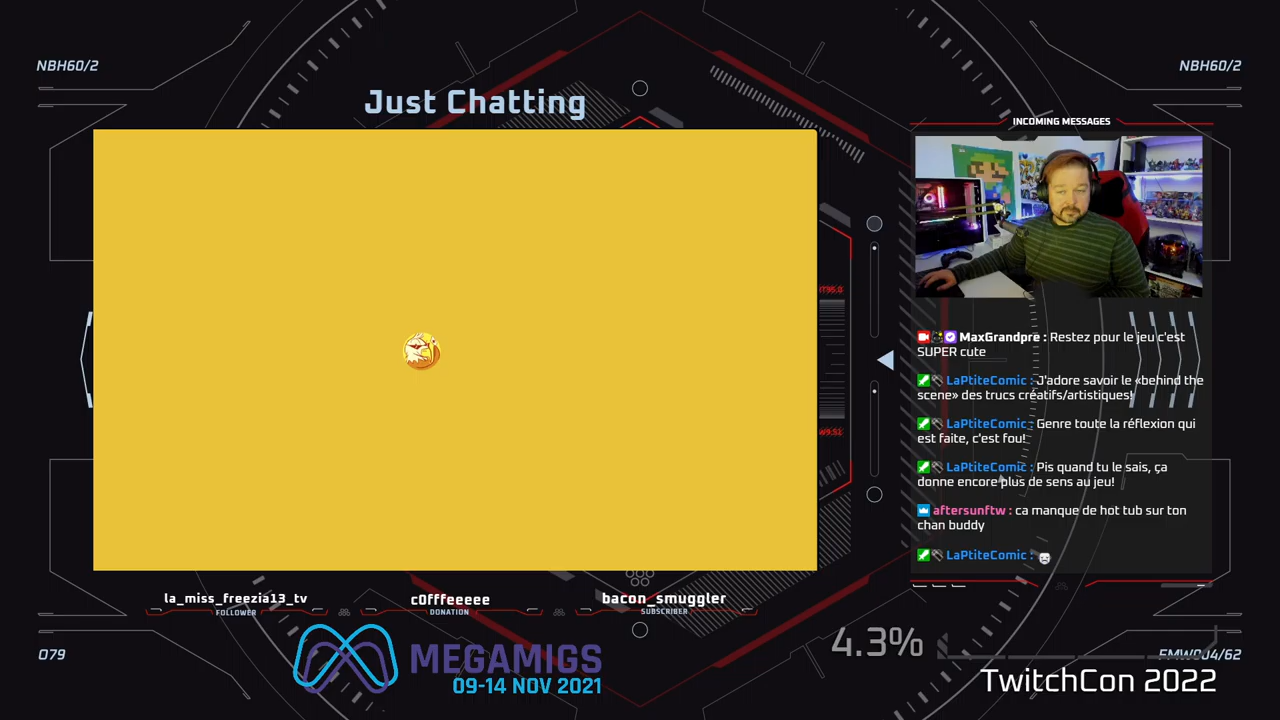 NBH60/2
NBH60/2
Just Chatting
INCOMING MESSAGES
MaxGrandpre : Restez pour le jeu c'est
SUPER cute
LaPtiteComic : J'adore savoir le «behind the
scene» des trucs créatifs/artistiques!
LaPtiteComic : Genre toute la réflexion qui
est faite, c'est fou!
LaPtiteComic : Pis quand tu le sais, ça
donne encore plus de sens au jeu!
aftersunftw : ca manque de hot tub sur ton
chan buddy
LaPtiteComic :
la_miss_freezia13_tv
FOLLOWER
c0fffeeeee
DONATION
bacon_smuggler
SUBSCRIBER
O79
MEGAMIGS
09-14 NOV 2021
4.3%
FMW004/62
TwitchCon 2022